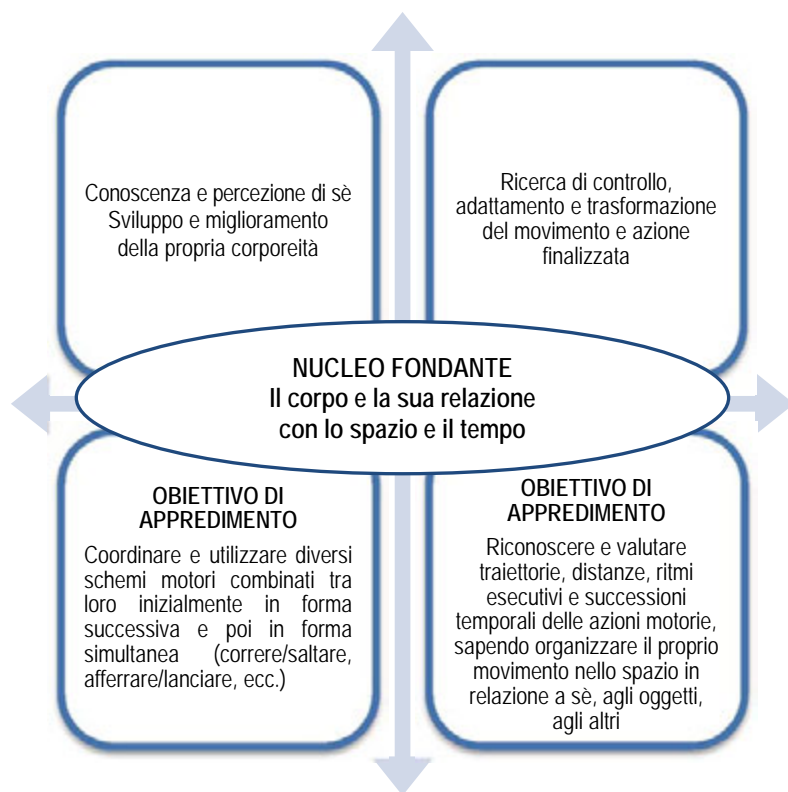 Conoscenza e percezione di sè
Sviluppo e miglioramento
della propria corporeità
Ricerca di controllo,
adattamento e trasformazione
del movimento e azione
finalizzata
NUCLEO FONDANTE
Il corpo e la sua relazione
con lo spazio e il tempo
OBIETTIVO DI
APPREDIMENTO
Coordinare e utilizzare diversi
schemi motori combinati tra
loro inizialmente in forma
successiva e poi in forma
simultanea (correre/saltare,
afferrare/lanciare, ecc.)
OBIETTIVO DI
APPREDIMENTO
Riconoscere e valutare
traiettorie, distanze, ritmi
esecutivi e successioni
temporali delle azioni motorie,
sapendo organizzare il proprio
movimento nello spazio in
relazione a sè, agli oggetti,
agli altri